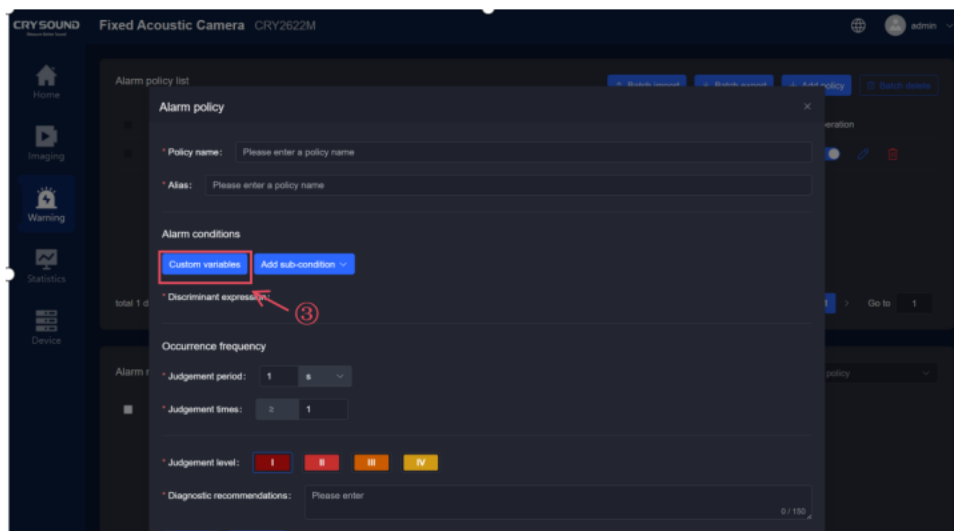 CRYSOUND Fixed Acoustic Camera CRY2622M admin
Home
Imaging
Warning
Statistics
Device
Alarm policy list
Batch import Batch export + Add policy Batch delete
eration
Alarm policy ×
* Policy name: Please enter a policy name
* Alias: Please enter a policy name
Alarm conditions
Custom variables Add sub-condition
* Discriminant expression:
③
total 1 d
1 > Go to 1
Occurrence frequency
* Judgement period: 1 s
* Judgement times: ≥ 1
Alarm r
policy
* Judgement level: I II III IV
* Diagnostic recommendations: Please enter
0 / 150